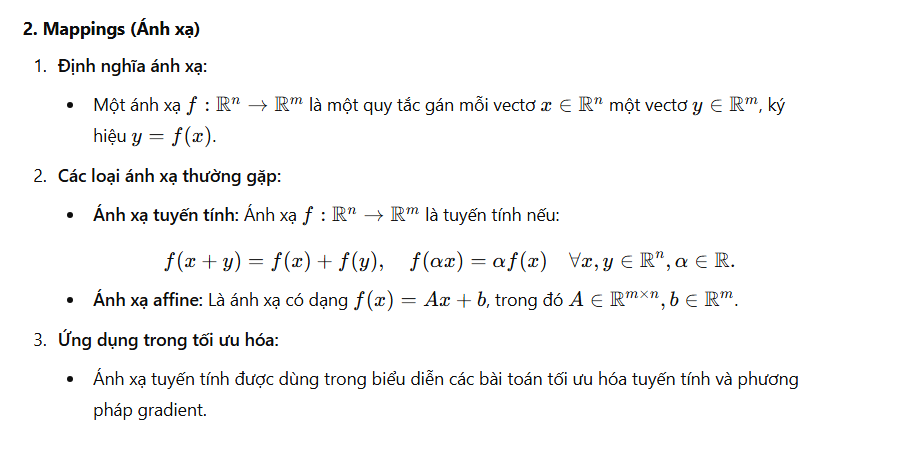 2. Mappings (Ánh xạ)
1. Định nghĩa ánh xạ:
• Một ánh xạ f : ℝⁿ → ℝᵐ là một quy tắc gán mỗi vectơ x ∈ ℝⁿ một vectơ y ∈ ℝᵐ, ký
hiệu y = f(x).
2. Các loại ánh xạ thường gặp:
• Ánh xạ tuyến tính: Ánh xạ f : ℝⁿ → ℝᵐ là tuyến tính nếu:
f(x + y) = f(x) + f(y), f(αx) = αf(x) ∀x, y ∈ ℝⁿ, α ∈ ℝ.
• Ánh xạ affine: Là ánh xạ có dạng f(x) = Ax + b, trong đó A ∈ ℝᵐˣⁿ, b ∈ ℝᵐ.
3. Ứng dụng trong tối ưu hóa:
• Ánh xạ tuyến tính được dùng trong biểu diễn các bài toán tối ưu hóa tuyến tính và phương
pháp gradient.